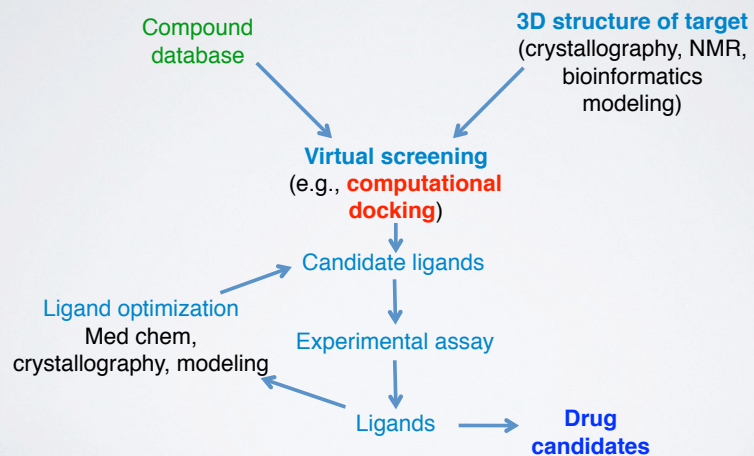 Compound
database
3D structure of target
(crystallography, NMR,
bioinformatics
modeling)
Virtual screening
(e.g., computational
docking)
Candidate ligands
Ligand optimization
Med chem,
crystallography, modeling
Experimental assay
Ligands
Drug
candidates